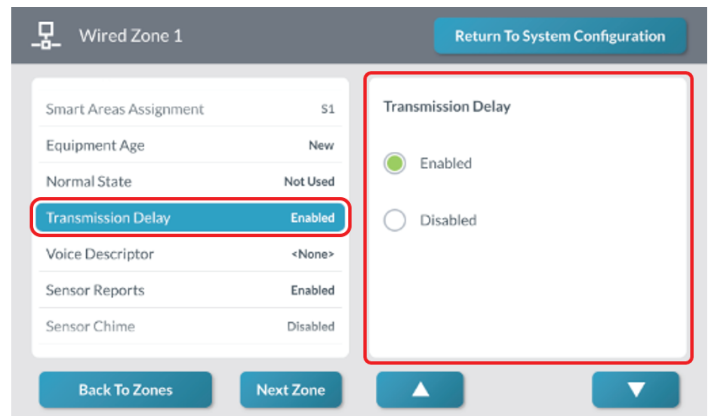 Wired Zone 1
Return To System Configuration
Smart Areas Assignment S1
Equipment Age New
Normal State Not Used
Transmission Delay Enabled
Voice Descriptor <None>
Sensor Reports Enabled
Sensor Chime Disabled
Transmission Delay
Enabled
Disabled
Back To Zones
Next Zone